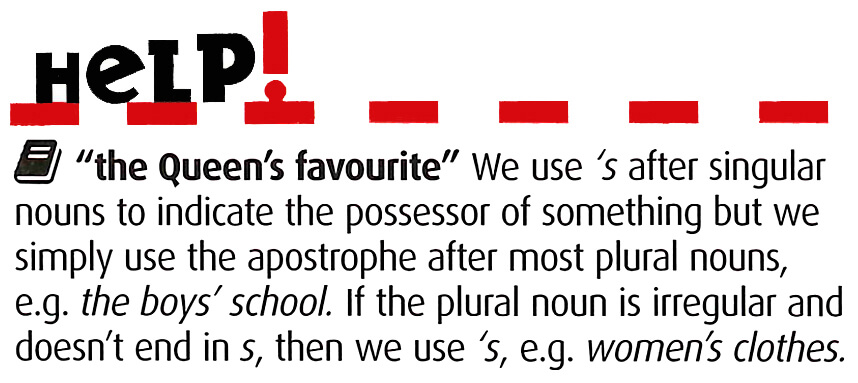 HeLP!
“the Queen’s favourite” We use ‘s after singular
nouns to indicate the possessor of something but we
simply use the apostrophe after most plural nouns,
e.g. the boys’ school. If the plural noun is irregular and
doesn’t end in s, then we use ‘s, e.g. women’s clothes.